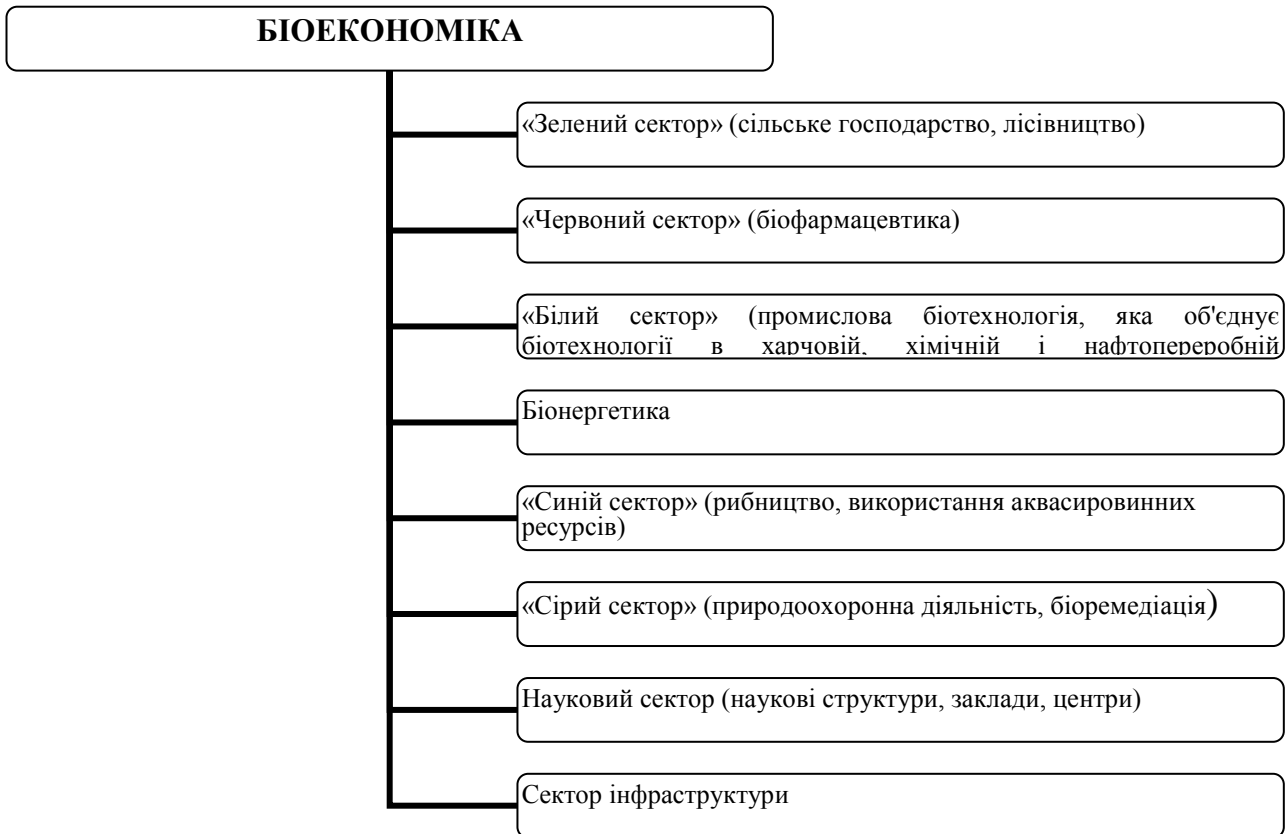 БІОЕКОНОМІКА
«Зелений сектор» (сільське господарство, лісівництво)
«Червоний сектор» (біофармацевтика)
«Білий сектор» (промислова біотехнологія, яка об'єднує
біотехнології в харчовій, хімічній і нафтопереробній
Біонергетика
«Синій сектор» (рибництво, використання аквасировинних
ресурсів)
«Сірий сектор» (природоохоронна діяльність, біоремедіація)
Науковий сектор (наукові структури, заклади, центри)
Сектор інфраструктури